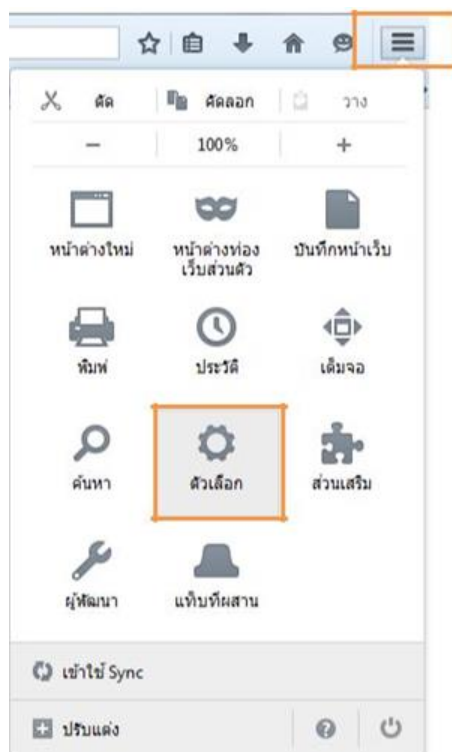 ตัด คัดลอก วาง
− 100% +
หน้าต่างใหม่ หน้าต่างท่อง บันทึกหน้าเว็บ
เว็บส่วนตัว
พิมพ์ ประวัติ เต็มจอ
ค้นหา ตัวเลือก ส่วนเสริม
ผู้พัฒนา แท็บที่ผสาน
เข้าใช้ Sync
ปรับแต่ง